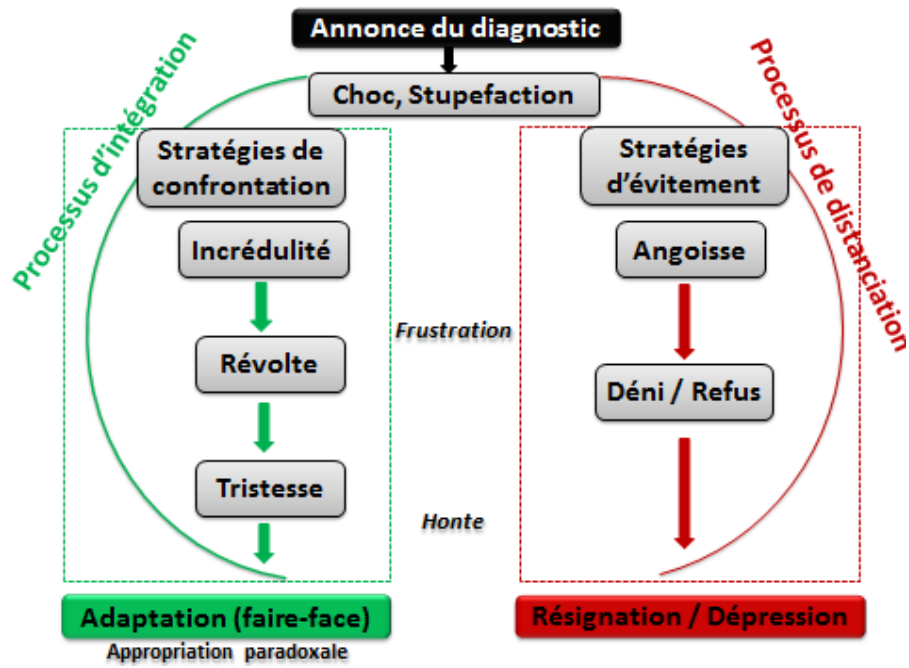 Annonce du diagnostic
Choc, Stupefaction
Processus d'intégration
Processus de distanciation
Stratégies de
confrontation
Stratégies
d'évitement
Incrédulité
Angoisse
Frustration
Révolte
Déni / Refus
Tristesse
Honte
Adaptation (faire-face)
Résignation / Dépression
Appropriation paradoxale